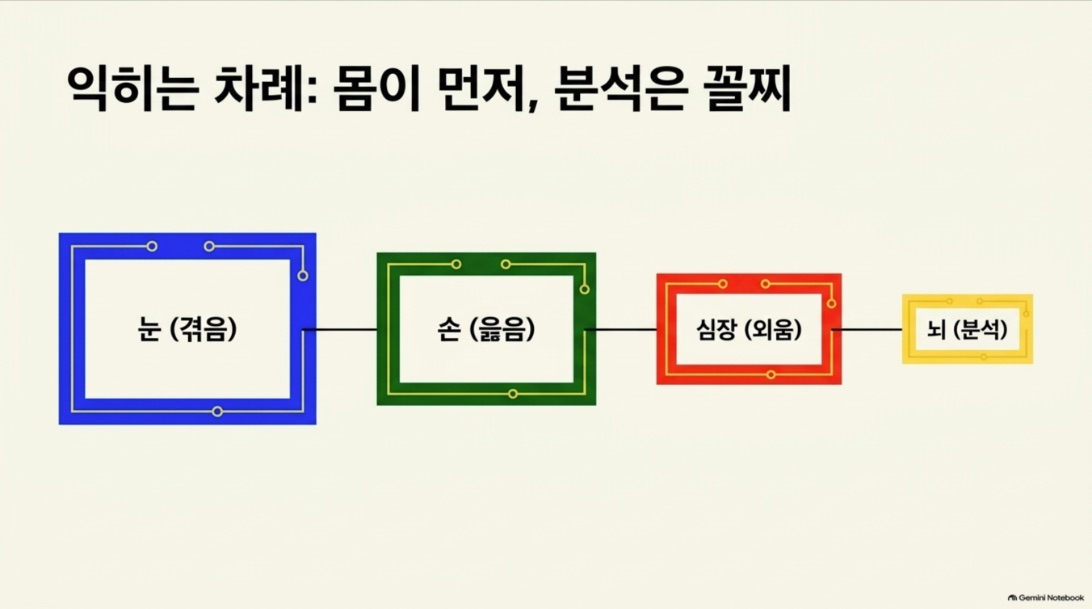 익히는 차례: 몸이 먼저, 분석은 꼴찌
눈 (겪음)
손 (읊음)
심장 (외움)
뇌 (분석)
Gemini Notebook